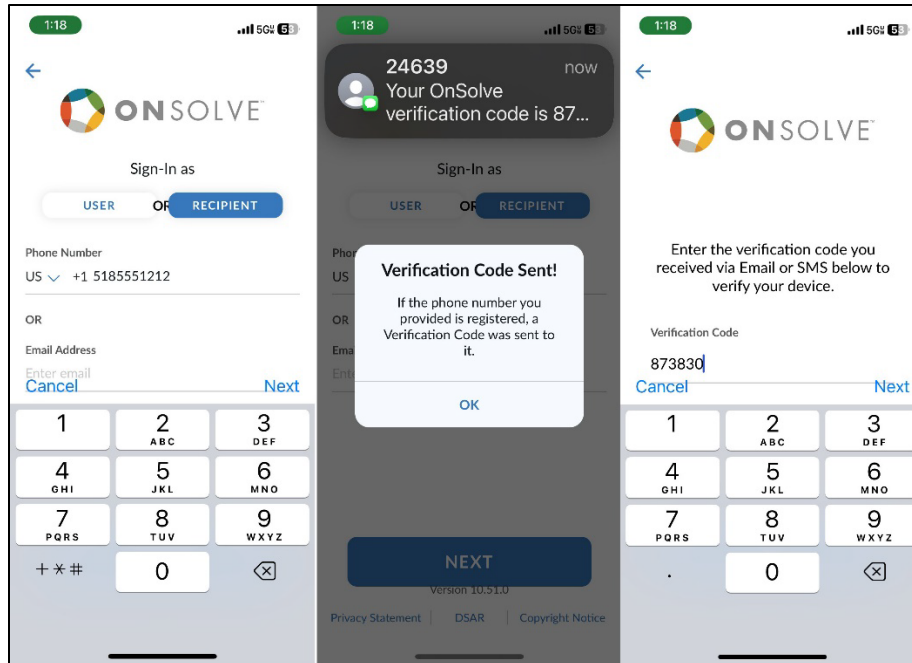 1:18
5G 53
ONSOLVE
Sign-In as
USER OR RECIPIENT
Phone Number
US +1 5185551212
OR
Email Address
Enter email
Cancel Next
1 2 3
ABC DEF
4 5 6
GHI JKL MNO
7 8 9
PQRS TUV WXYZ
+*# 0
1:18
5G 53
24639 now
Your OnSolve
verification code is 87...
Sign-In as
USER OR RECIPIENT
Phon
US
OR
Ema
Ente
Verification Code Sent!
If the phone number you
provided is registered, a
Verification Code was sent to
it.
OK
NEXT
Version 10.51.0
Privacy Statement | DSAR | Copyright Notice
1:18
5G 53
ONSOLVE
Enter the verification code you
received via Email or SMS below to
verify your device.
Verification Code
873830
Cancel Next
1 2 3
ABC DEF
4 5 6
GHI JKL MNO
7 8 9
PQRS TUV WXYZ
. 0